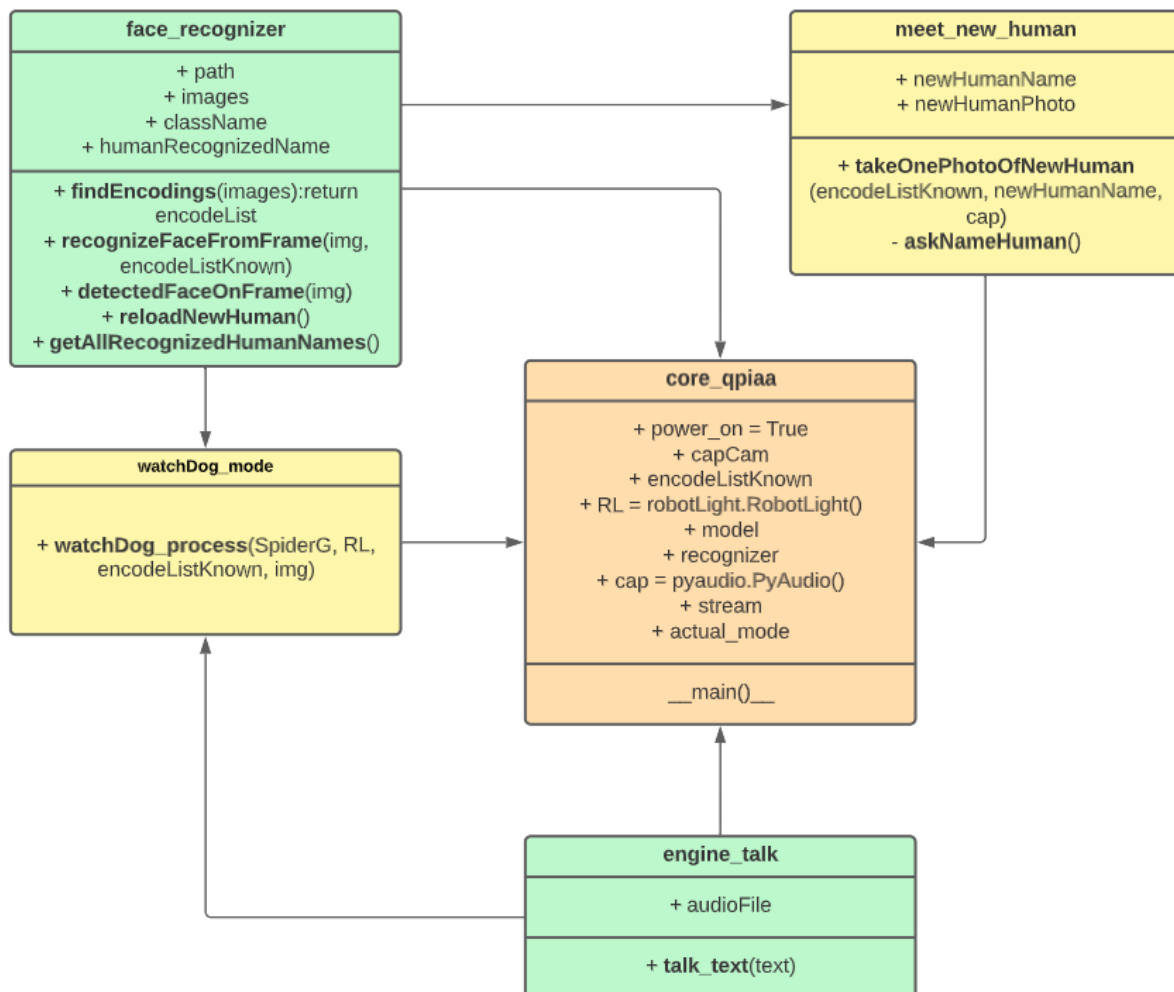 face_recognizer
+ path
+ images
+ className
+ humanRecognizedName
+ findEncodings(images):return
encodeList
+ recognizeFaceFromFrame(img,
encodeListKnown)
+ detectedFaceOnFrame(img)
+ reloadNewHuman()
+ getAllRecognizedHumanNames()
meet_new_human
+ newHumanName
+ newHumanPhoto
+ takeOnePhotoOfNewHuman
(encodeListKnown, newHumanName,
cap)
- askNameHuman()
watchDog_mode
+ watchDog_process(SpiderG, RL,
encodeListKnown, img)
core_qpiaa
+ power_on = True
+ capCam
+ encodeListKnown
+ RL = robotLight.RobotLight()
+ model
+ recognizer
+ cap = pyaudio.PyAudio()
+ stream
+ actual_mode
__main()__
engine_talk
+ audioFile
+ talk_text(text)